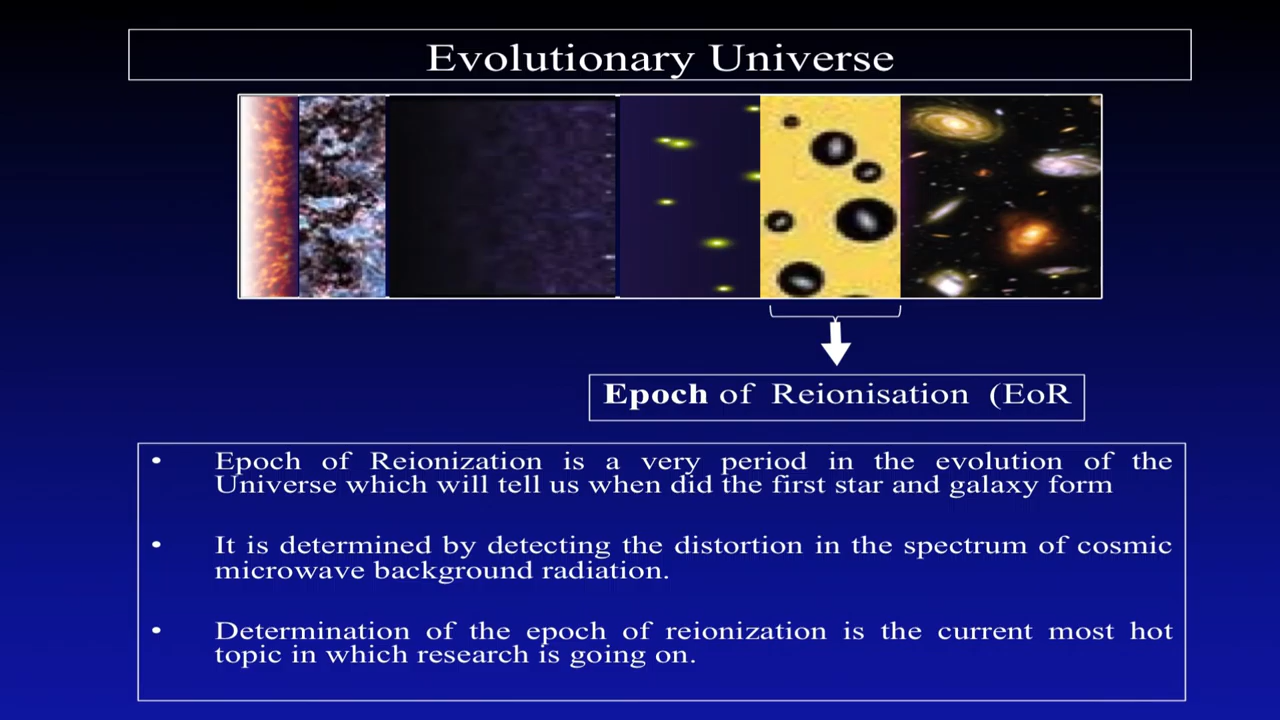 Evolutionary Universe
Epoch of Reionisation (EoR
• Epoch of Reionization is a very period in the evolution of the
Universe which will tell us when did the first star and galaxy form
• It is determined by detecting the distortion in the spectrum of cosmic
microwave background radiation.
• Determination of the epoch of reionization is the current most hot
topic in which research is going on.